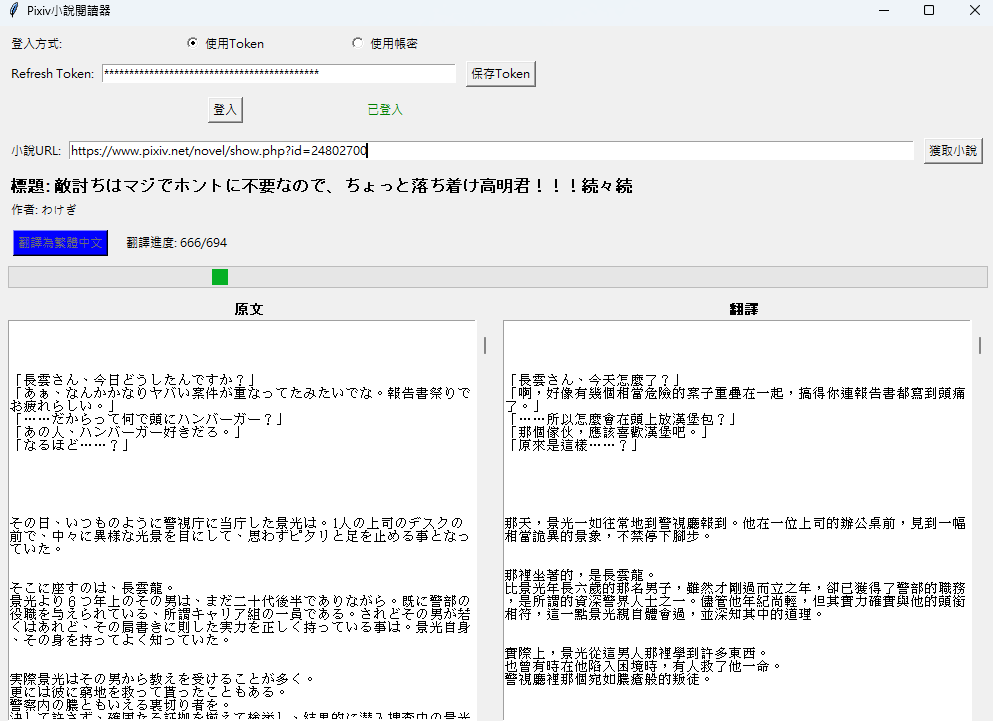 Pixiv小說閱讀器
登入方式: 使用Token 使用帳密
Refresh Token: ******************************************* 保存Token
登入 已登入
小說URL: https://www.pixiv.net/novel/show.php?id=24802700 獲取小說
標題: 敵討ちはマジでホントに不要なので、ちょっと落ち着け高明君！！！続々続
作者: わけぎ
翻譯為繁體中文 翻譯進度: 666/694
原文
「長雲さん、今日どうしたんですか？」
「あぁ、なんかかなりヤバい案件が重なってたみたいでな。報告書祭りで
お疲れらしい。」
「……だからって何で頭にハンバーガー？」
「あの人、ハンバーガー好きだろ。」
「なるほど……？」
その日、いつものように警視庁に当庁した景光は。1人の上司のデスクの
前で、中々に異様な光景を目にして、思わずピタリと足を止める事となっ
ていた。
そこに座すのは、長雲龍。
景光より６つ年上のその男は、まだ二十代後半でありながら。既に警部の
役職を与えられている、所謂キャリア組の一員である。されどその男が若
くはあれど、その肩書きに則した実力を正しく持っている事は。景光自身
、その身を持ってよく知っていた。
実際景光はその男から教えを受けることが多く。
更には彼に窮地を救って貰ったこともある。
警察内の膿ともいえる裏切り者を。
決して許さず、確固たる証拠を揃えて検挙し、結果的に潜入捜査中の景光
翻譯
「長雲さん、今天怎麼了？」
「啊，好像有幾個相當危險的案子重疊在一起，搞得你連報告書都寫到頭痛
了。」
「……所以怎麼會在頭上放漢堡包？」
「那個傢伙，應該喜歡漢堡吧。」
「原來是這樣……？」
那天，景光一如往常地到警視廳報到。他在一位上司的辦公桌前，見到一幅
相當詭異的景象，不禁停下腳步。
那裡坐著的，是長雲龍。
比景光年長六歲的那名男子，雖然才剛過而立之年，卻已獲得了警部的職務
，是所謂的資深警界人士之一。儘管他年紀尚輕，但其實力確實與他的頭銜
相符，這一點景光親自體會過，並深知其中的道理。
實際上，景光從這男人那裡學到許多東西。
也曾有時在他陷入困境時，有人救了他一命。
警視廳裡那個宛如膿瘡般的叛徒。